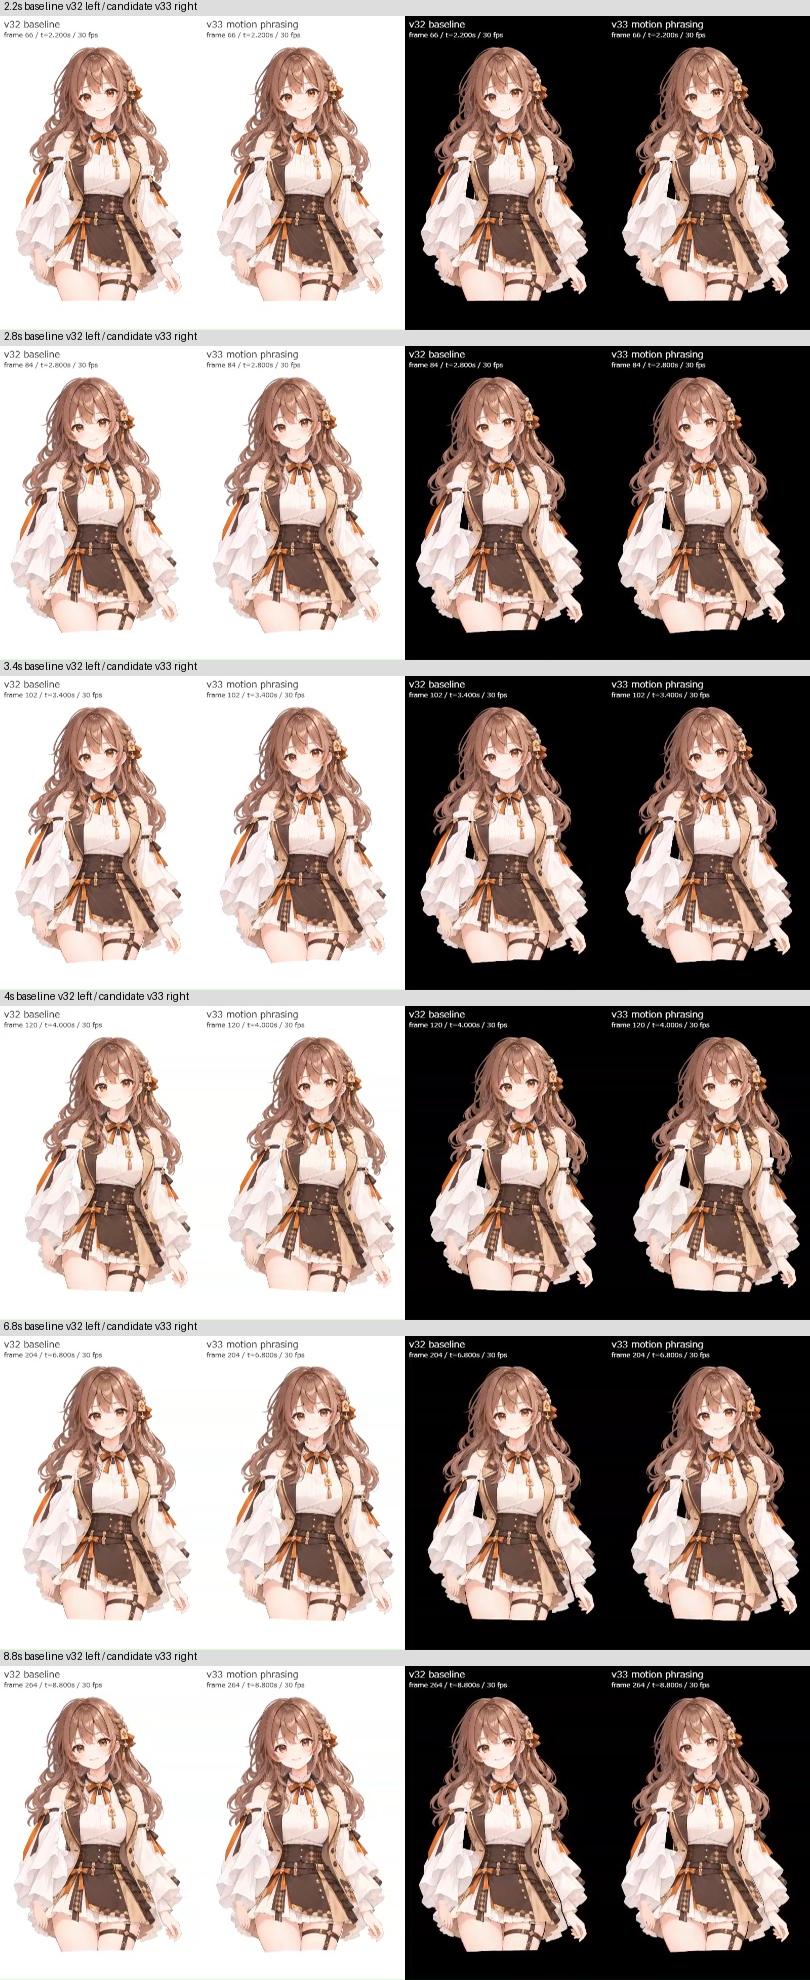 2.2s baseline v32 left / candidate v33 right
v32 baseline
frame 66 / t=2.200s / 30 fps
v33 motion phrasing
frame 66 / t=2.200s / 30 fps
v32 baseline
frame 66 / t=2.200s / 30 fps
v33 motion phrasing
frame 66 / t=2.200s / 30 fps
2.8s baseline v32 left / candidate v33 right
v32 baseline
frame 84 / t=2.800s / 30 fps
v33 motion phrasing
frame 84 / t=2.800s / 30 fps
v32 baseline
frame 84 / t=2.800s / 30 fps
v33 motion phrasing
frame 84 / t=2.800s / 30 fps
3.4s baseline v32 left / candidate v33 right
v32 baseline
frame 102 / t=3.400s / 30 fps
v33 motion phrasing
frame 102 / t=3.400s / 30 fps
v32 baseline
frame 102 / t=3.400s / 30 fps
v33 motion phrasing
frame 102 / t=3.400s / 30 fps
4s baseline v32 left / candidate v33 right
v32 baseline
frame 120 / t=4.000s / 30 fps
v33 motion phrasing
frame 120 / t=4.000s / 30 fps
v32 baseline
frame 120 / t=4.000s / 30 fps
v33 motion phrasing
frame 120 / t=4.000s / 30 fps
6.8s baseline v32 left / candidate v33 right
v32 baseline
frame 204 / t=6.800s / 30 fps
v33 motion phrasing
frame 204 / t=6.800s / 30 fps
v32 baseline
frame 204 / t=6.800s / 30 fps
v33 motion phrasing
frame 204 / t=6.800s / 30 fps
8.8s baseline v32 left / candidate v33 right
v32 baseline
frame 264 / t=8.800s / 30 fps
v33 motion phrasing
frame 264 / t=8.800s / 30 fps
v32 baseline
frame 264 / t=8.800s / 30 fps
v33 motion phrasing
frame 264 / t=8.800s / 30 fps